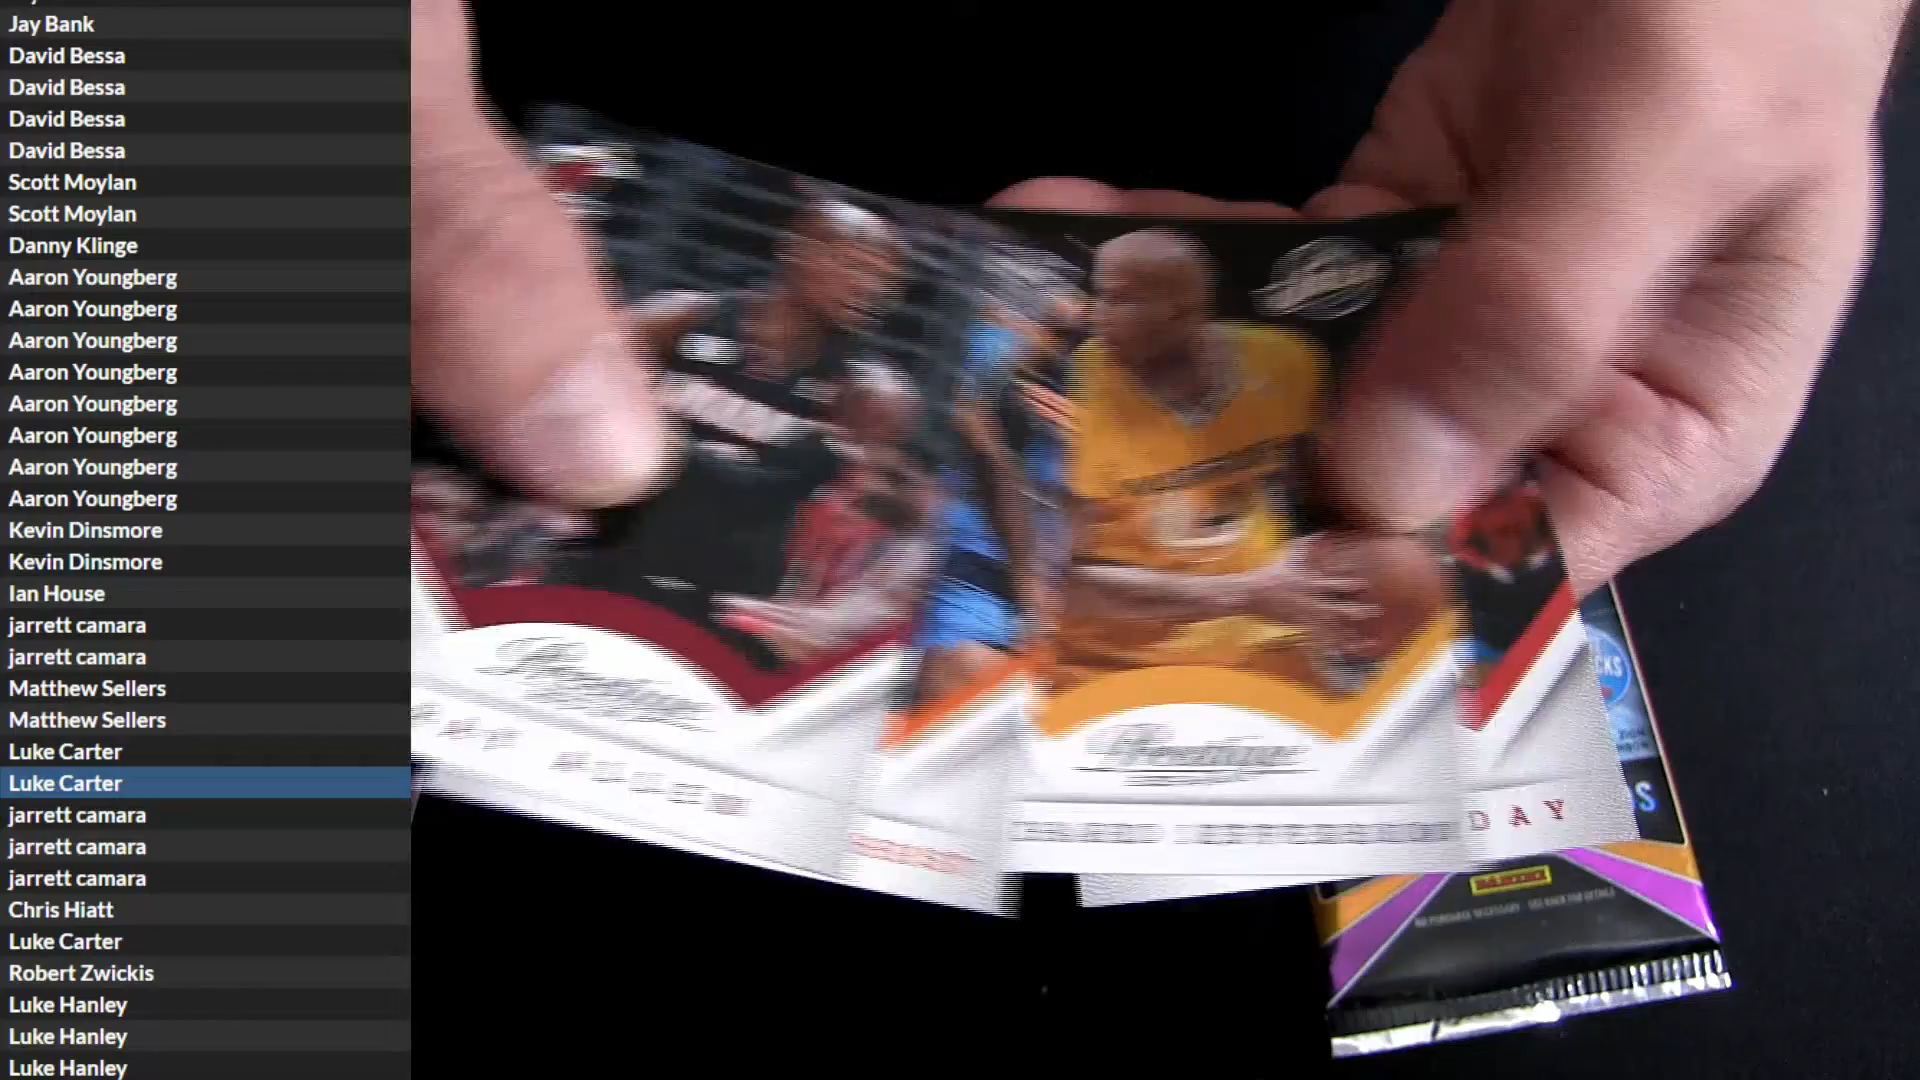 Jay Bank
David Bessa
David Bessa
David Bessa
David Bessa
Scott Moylan
Scott Moylan
Danny Klinge
Aaron Youngberg
Aaron Youngberg
Aaron Youngberg
Aaron Youngberg
Aaron Youngberg
Aaron Youngberg
Aaron Youngberg
Aaron Youngberg
Kevin Dinsmore
Kevin Dinsmore
Ian House
jarrett camara
jarrett camara
Matthew Sellers
Matthew Sellers
Luke Carter
Luke Carter
jarrett camara
jarrett camara
jarrett camara
Chris Hiatt
Luke Carter
Robert Zwickis
Luke Hanley
Luke Hanley
Luke Hanley
Prestige
JEFFERSON
DAY
PANINI